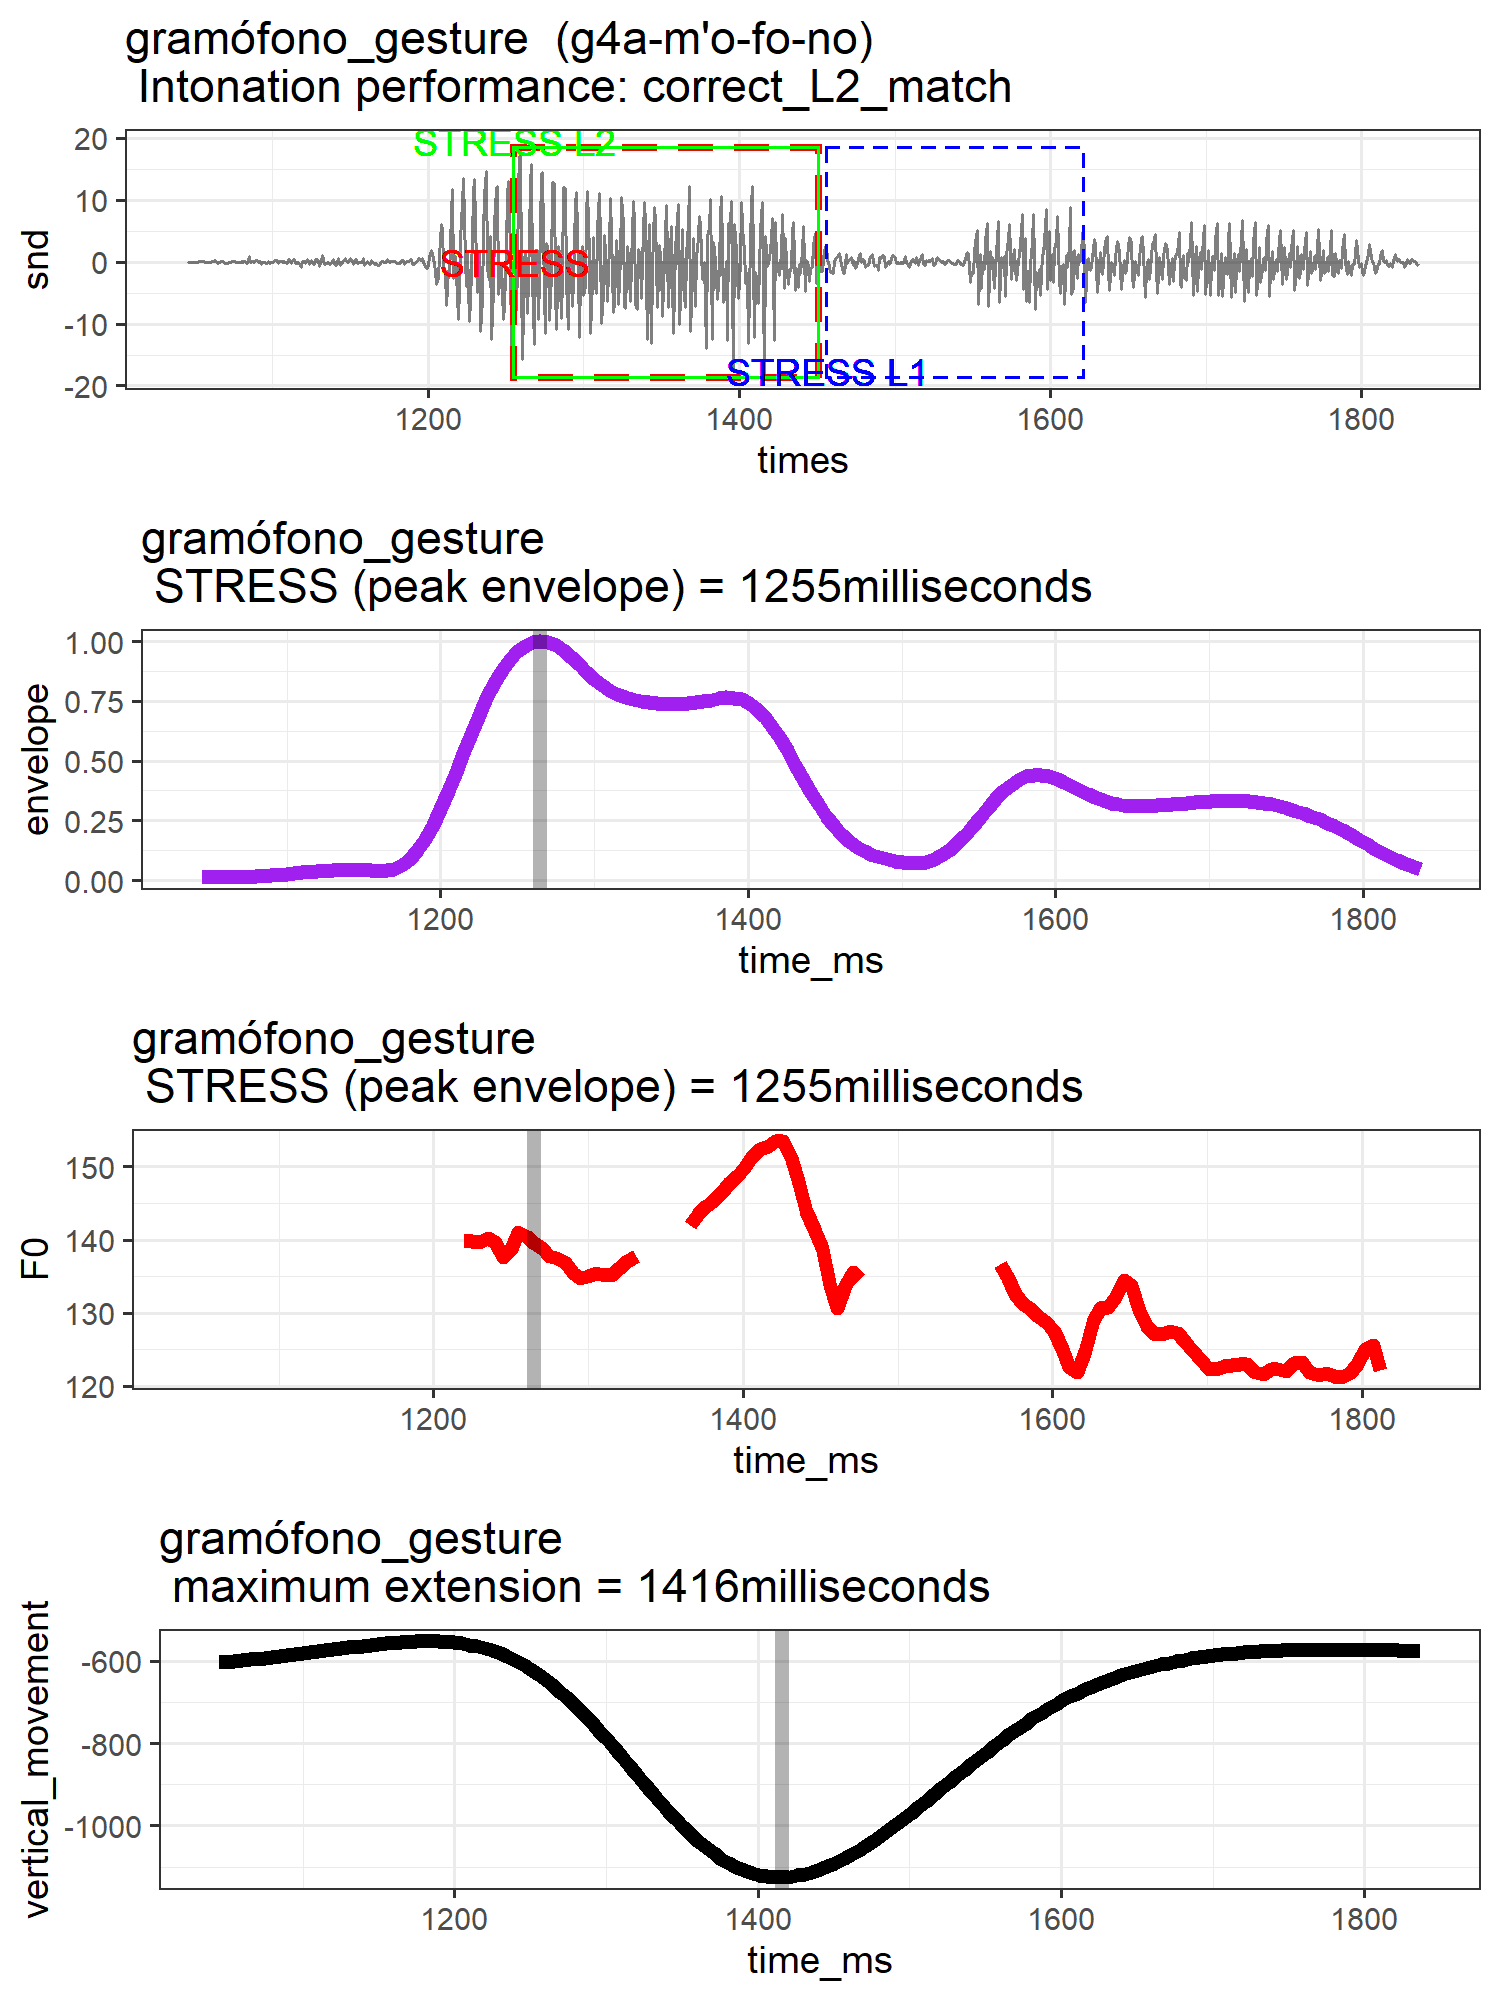 gramófono_gesture  (g4a-m'o-fo-no)
Intonation performance: correct_L2_match
snd
20
10
0
-10
-20
STRESS L2
STRESS
STRESS L1
1200 1400 1600 1800
times
gramófono_gesture
STRESS (peak envelope) = 1255milliseconds
envelope
1.00
0.75
0.50
0.25
0.00
1200 1400 1600 1800
time_ms
gramófono_gesture
STRESS (peak envelope) = 1255milliseconds
F0
150
140
130
120
1200 1400 1600 1800
time_ms
gramófono_gesture
maximum extension = 1416milliseconds
vertical_movement
-600
-800
-1000
1200 1400 1600 1800
time_ms